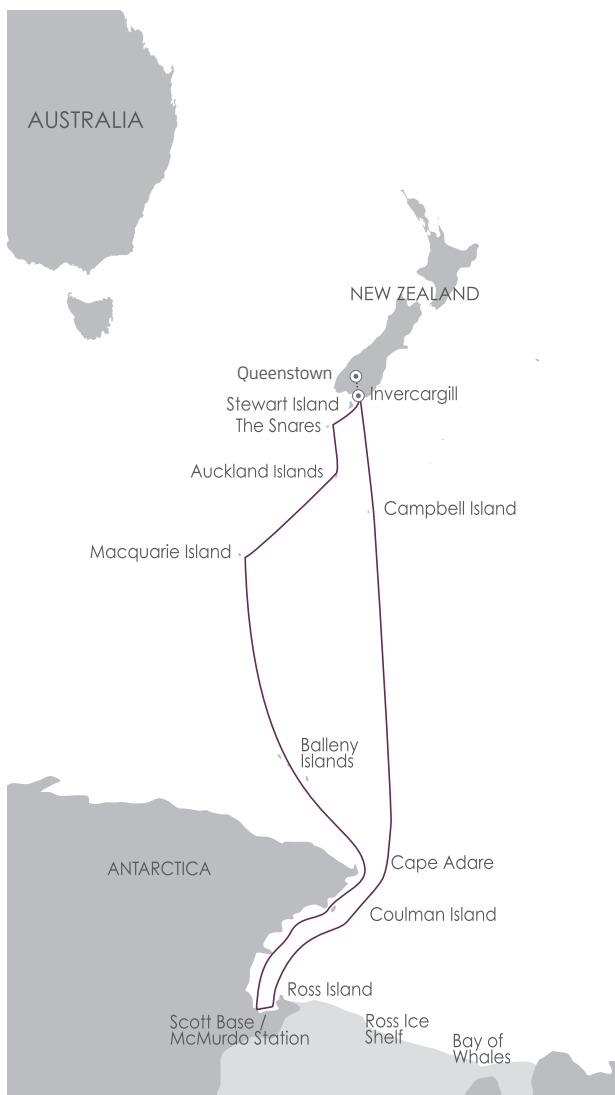 AUSTRALIA
NEW ZEALAND
Queenstown
Invercargill
Stewart Island
The Snares
Auckland Islands
Campbell Island
Macquarie Island
Balleny
Islands
Cape Adare
ANTARCTICA
Coulman Island
Ross Island
Scott Base /
McMurdo Station
Ross Ice
Shelf
Bay of
Whales